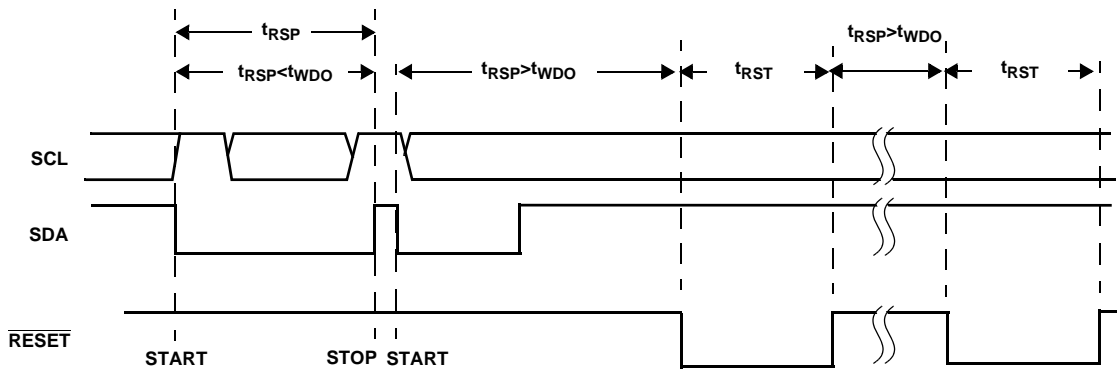 tRSP
tRSP<tWDO
tRSP>tWDO
tRST
tRSP>tWDO
tRST
SCL
SDA
RESET
START
STOP
START